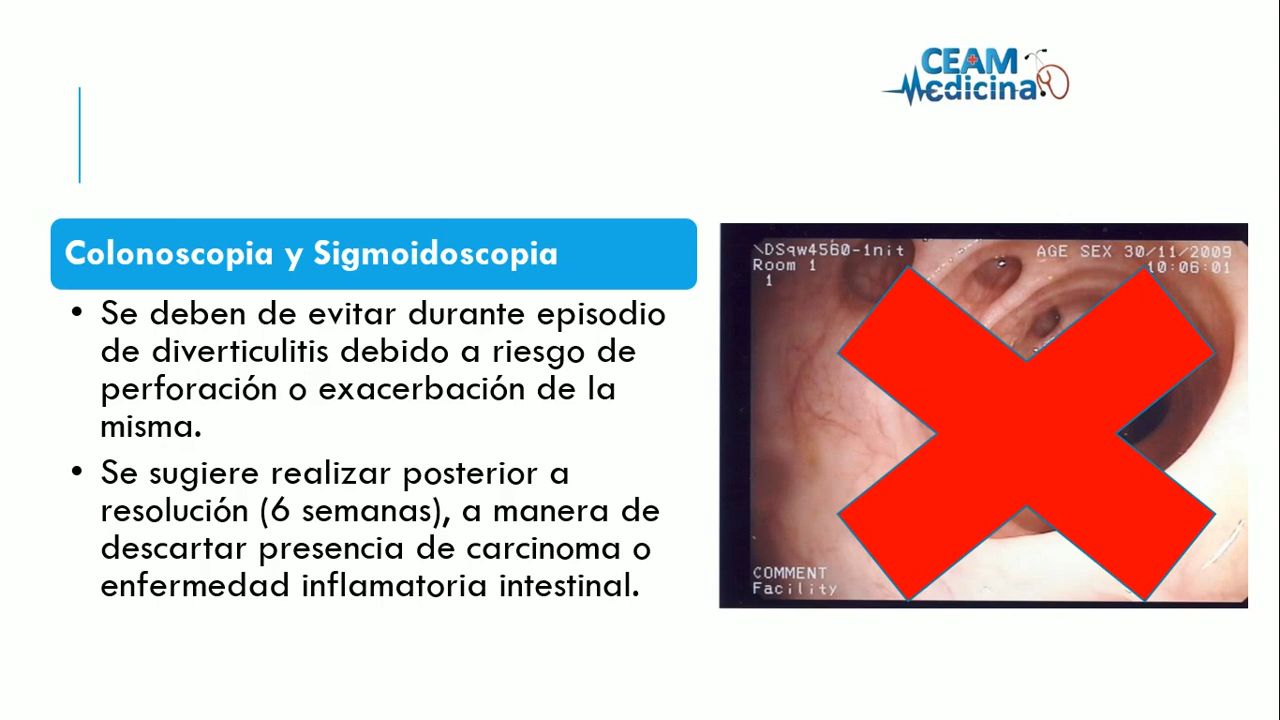 CEAM
Medicina
Colonoscopia y Sigmoidoscopia
• Se deben de evitar durante episodio
de diverticulitis debido a riesgo de
perforación o exacerbación de la
misma.
• Se sugiere realizar posterior a
resolución (6 semanas), a manera de
descartar presencia de carcinoma o
enfermedad inflamatoria intestinal.
\DSqw4560-1nit AGE SEX 30/11/2009
Room 1 10:06:01
1
COMMENT
Facility